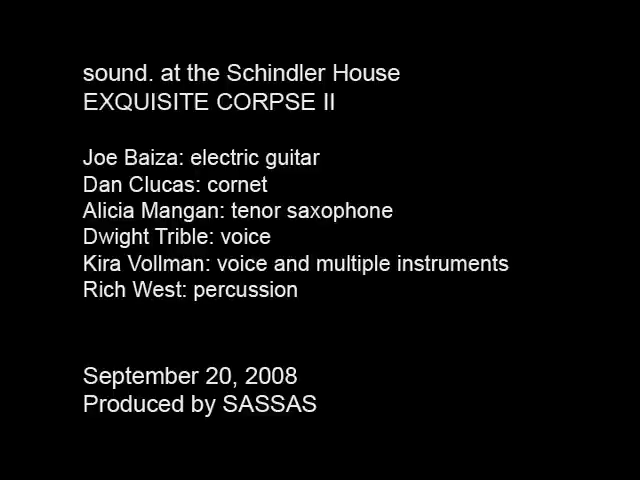 sound. at the Schindler House
EXQUISITE CORPSE II
Joe Baiza: electric guitar
Dan Clucas: cornet
Alicia Mangan: tenor saxophone
Dwight Trible: voice
Kira Vollman: voice and multiple instruments
Rich West: percussion
September 20, 2008
Produced by SASSAS